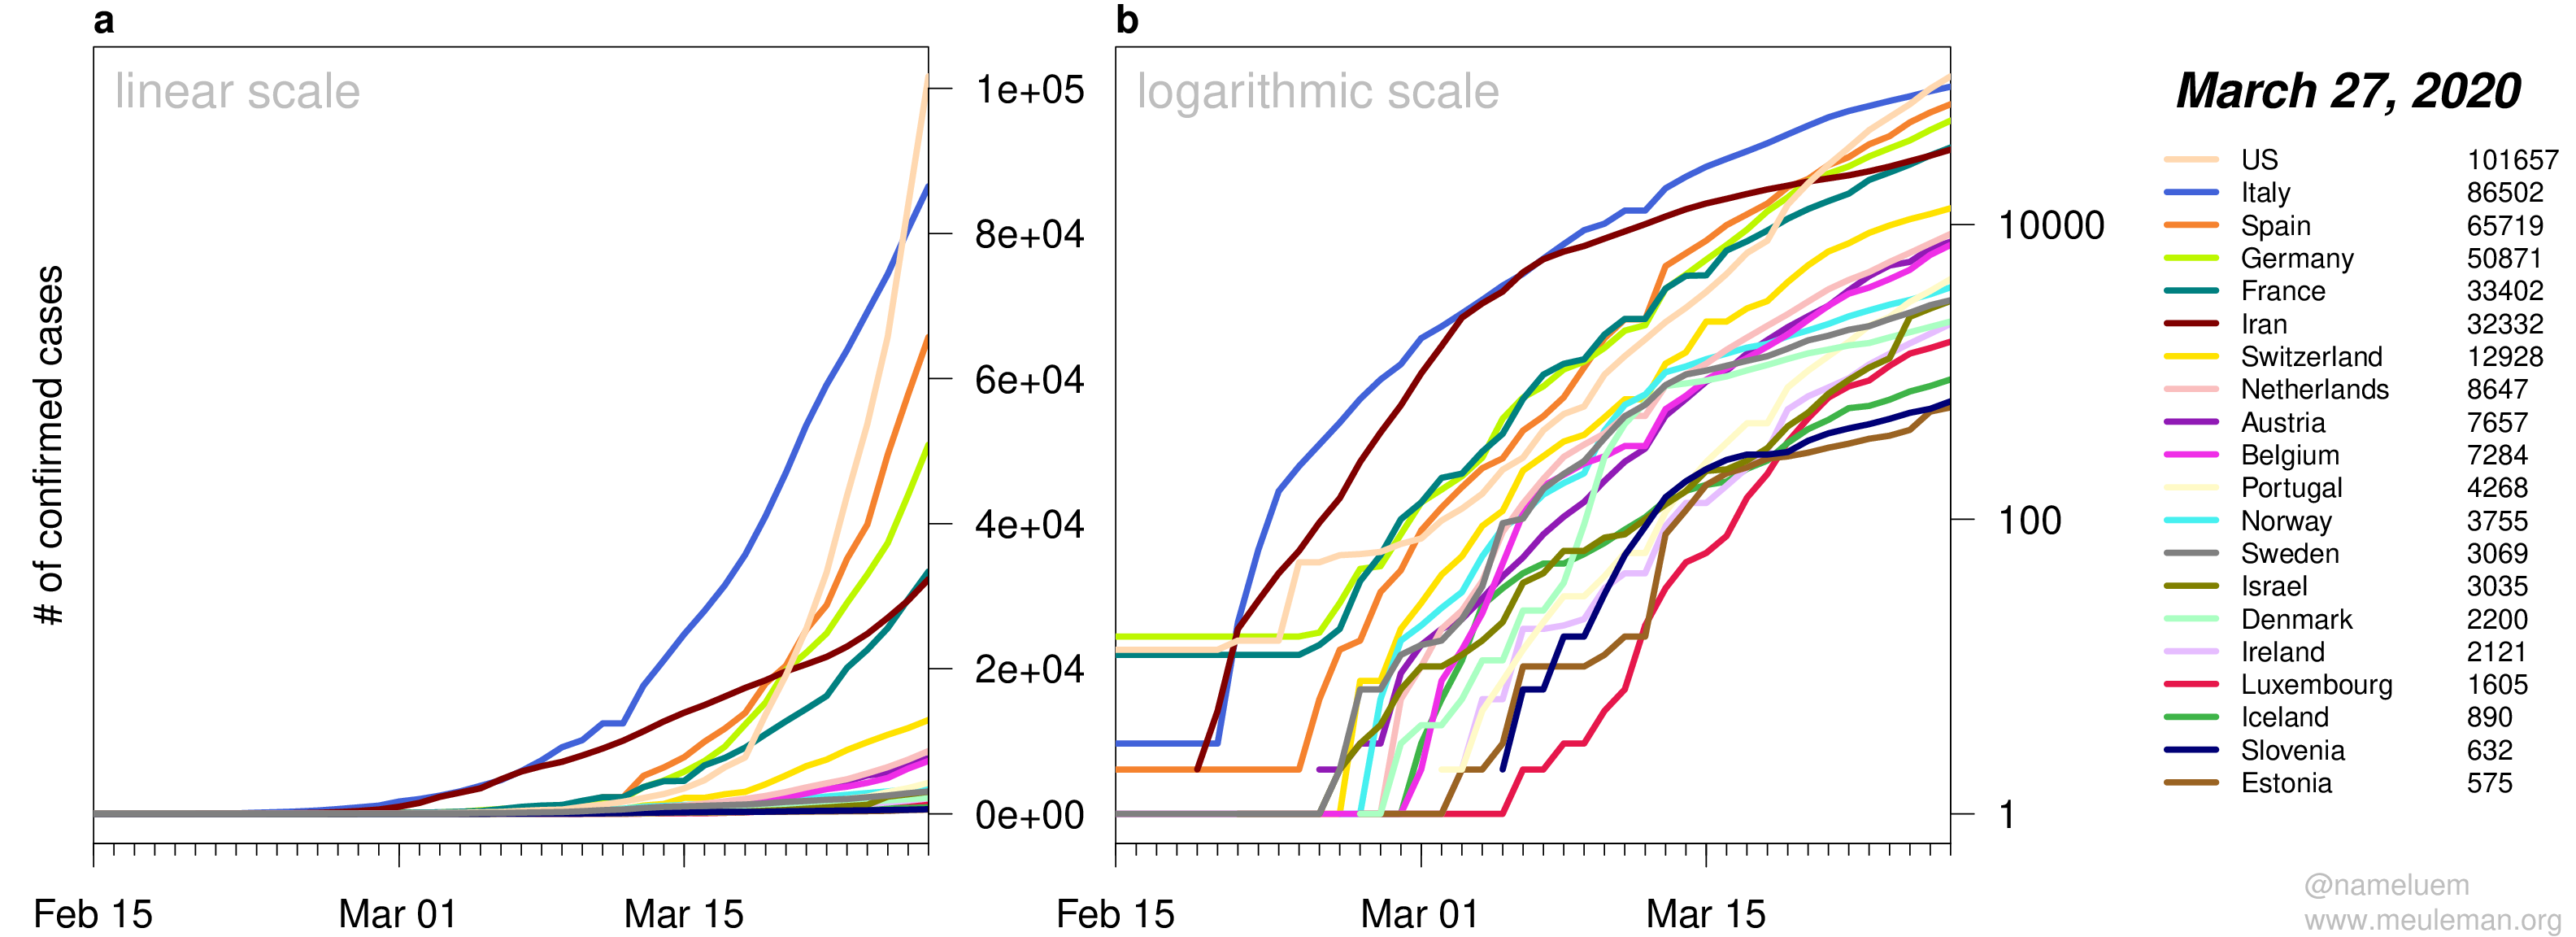 a
linear scale
# of confirmed cases
1e+05
8e+04
6e+04
4e+04
2e+04
0e+00
Feb 15 Mar 01 Mar 15
b
logarithmic scale
10000
100
1
Feb 15 Mar 01 Mar 15
March 27, 2020
US 101657
Italy 86502
Spain 65719
Germany 50871
France 33402
Iran 32332
Switzerland 12928
Netherlands 8647
Austria 7657
Belgium 7284
Portugal 4268
Norway 3755
Sweden 3069
Israel 3035
Denmark 2200
Ireland 2121
Luxembourg 1605
Iceland 890
Slovenia 632
Estonia 575
@nameluem
www.meuleman.org